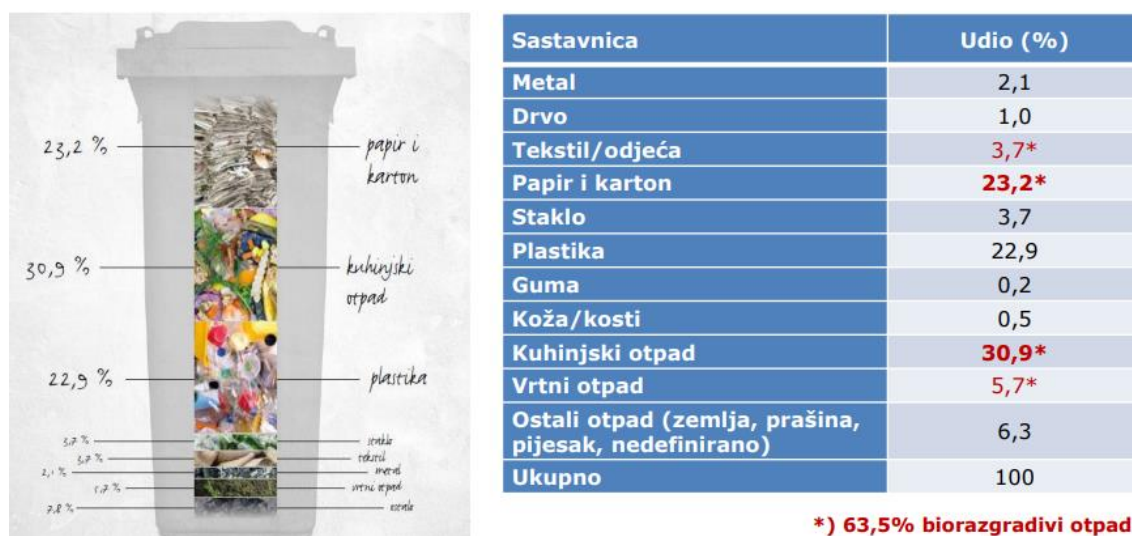 23,2 %
papir i
karton
30,9 %
kuhinjski
otpad
22,9 %
plastika
3,7 %
staklo
3,7 %
tekstil
2,1 %
metal
5,7 %
vrtni otpad
7,8 %
ostalo
Sastavnica Udio (%)
Metal 2,1
Drvo 1,0
Tekstil/odjeća 3,7*
Papir i karton 23,2*
Staklo 3,7
Plastika 22,9
Guma 0,2
Koža/kosti 0,5
Kuhinjski otpad 30,9*
Vrtni otpad 5,7*
Ostali otpad (zemlja, prašina,
pijesak, nedefinirano) 6,3
Ukupno 100
*) 63,5% biorazgradivi otpad